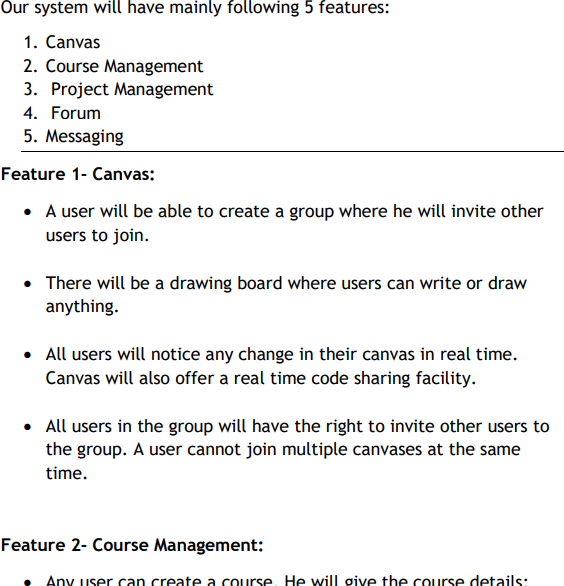 Our system will have mainly following 5 features:
1. Canvas
2. Course Management
3. Project Management
4. Forum
5. Messaging
Feature 1- Canvas:
• A user will be able to create a group where he will invite other
users to join.
• There will be a drawing board where users can write or draw
anything.
• All users will notice any change in their canvas in real time.
Canvas will also offer a real time code sharing facility.
• All users in the group will have the right to invite other users to
the group. A user cannot join multiple canvases at the same
time.
Feature 2- Course Management:
• Any user can create a course. He will give the course details: